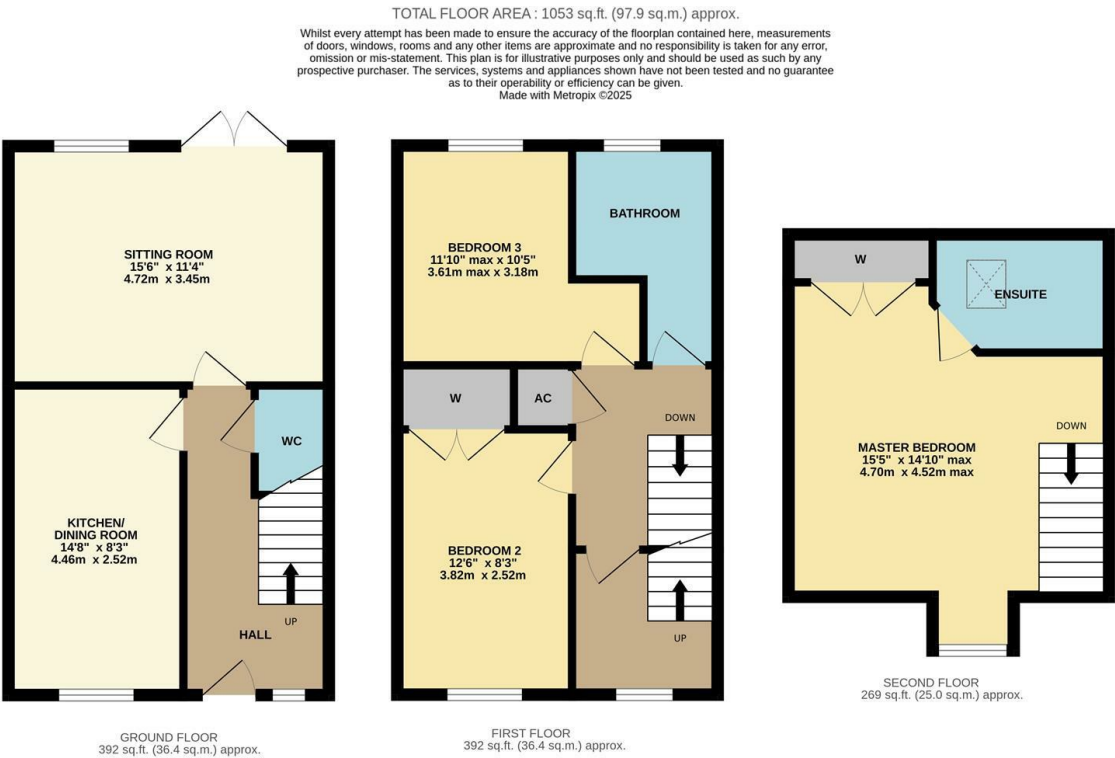 TOTAL FLOOR AREA : 1053 sq.ft. (97.9 sq.m.) approx.
Whilst every attempt has been made to ensure the accuracy of the floorplan contained here, measurements
of doors, windows, rooms and any other items are approximate and no responsibility is taken for any error,
omission or mis-statement. This plan is for illustrative purposes only and should be used as such by any
prospective purchaser. The services, systems and appliances shown have not been tested and no guarantee
as to their operability or efficiency can be given.
Made with Metropix ©2025
SITTING ROOM
15'6" x 11'4"
4.72m x 3.45m
WC
KITCHEN/
DINING ROOM
14'8" x 8'3"
4.46m x 2.52m
UP
HALL
GROUND FLOOR
392 sq.ft. (36.4 sq.m.) approx.
BATHROOM
BEDROOM 3
11'10" max x 10'5"
3.61m max x 3.18m
W
AC
DOWN
BEDROOM 2
12'6" x 8'3"
3.82m x 2.52m
UP
FIRST FLOOR
392 sq.ft. (36.4 sq.m.) approx.
W
ENSUITE
DOWN
MASTER BEDROOM
15'5" x 14'10" max
4.70m x 4.52m max
SECOND FLOOR
269 sq.ft. (25.0 sq.m.) approx.